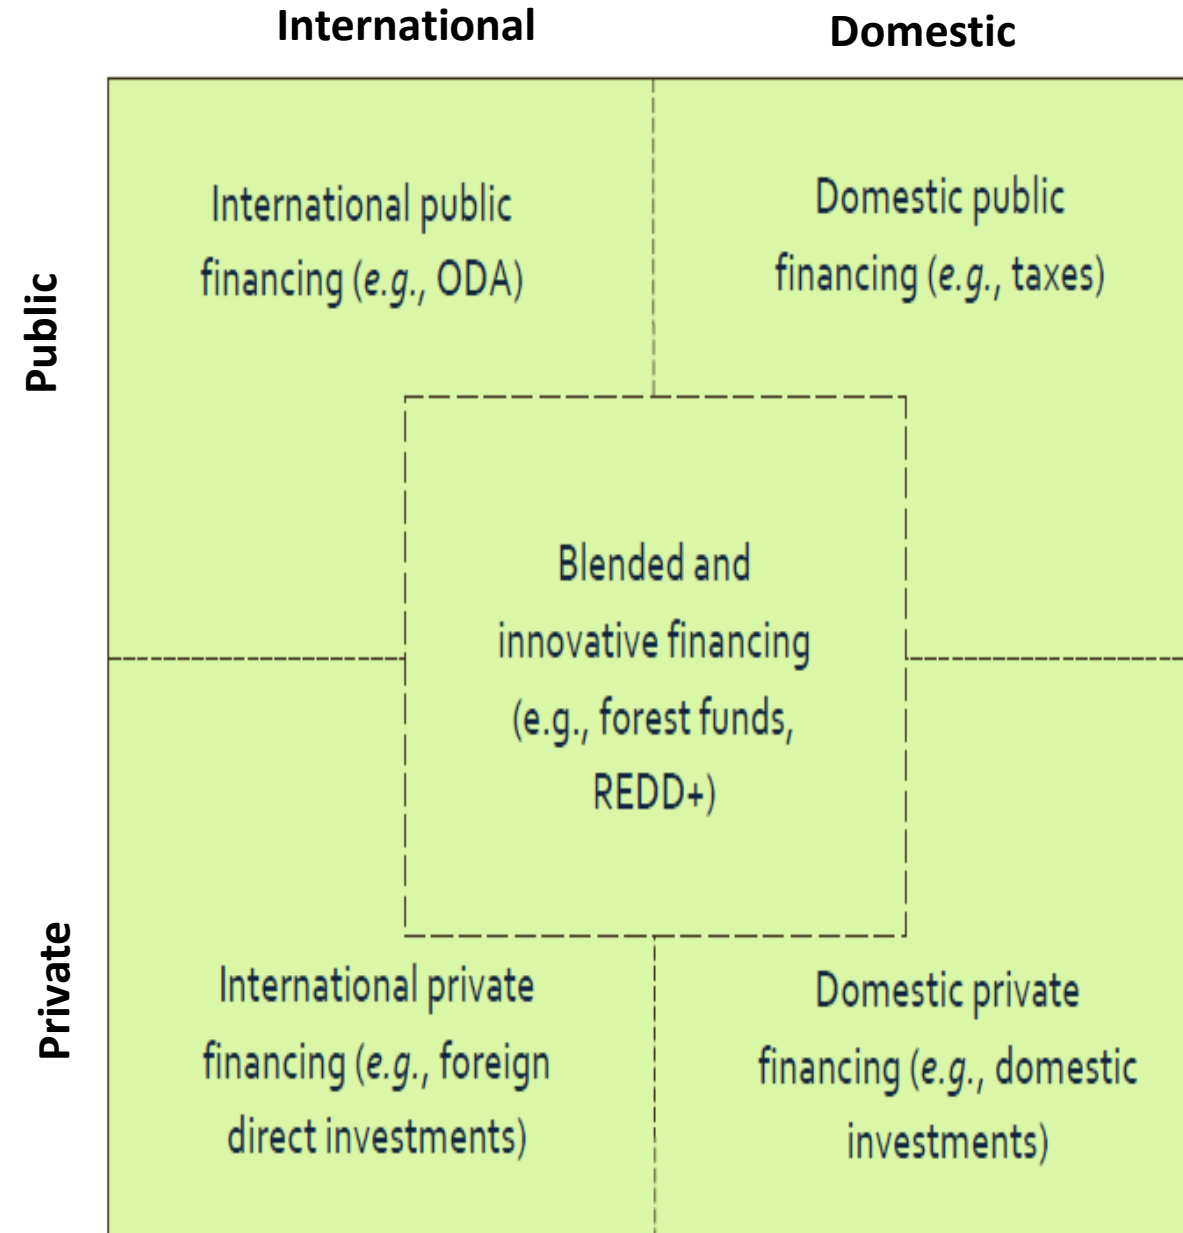 International
Domestic
Public
International public
financing (e.g., ODA)
Domestic public
financing (e.g., taxes)
Blended and
innovative financing
(e.g., forest funds,
REDD+)
Private
International private
financing (e.g., foreign
direct investments)
Domestic private
financing (e.g., domestic
investments)